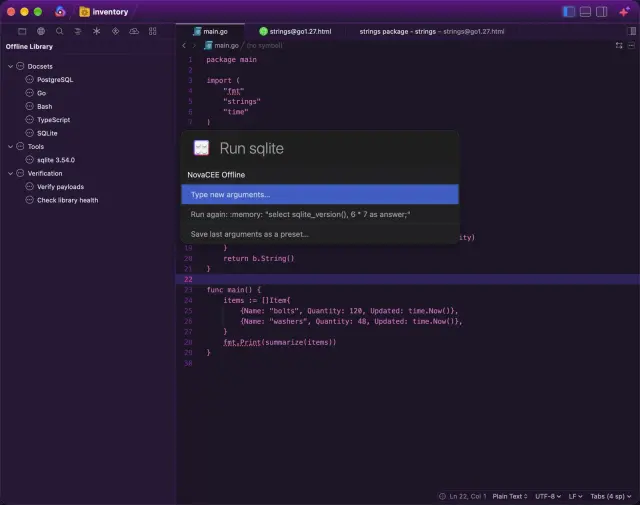 inventory
main.go
strings@go1.27.html
strings package - strings - strings@go1.27.html
Offline Library
main.go / (no symbol)
Docsets
PostgreSQL
Go
Bash
TypeScript
SQLite
Tools
sqlite 3.54.0
Verification
Verify payloads
Check library health
1 package main
2
3 import (
4 "fmt"
5 "strings"
6 "time"
7 )
Run sqlite
NovaCEE Offline
Type new arguments...
Run again: :memory: "select sqlite_version(), 6 * 7 as answer;"
Save last arguments as a preset...
ity)
19 }
20 return b.String()
21 }
22
23 func main() {
24 items := []Item{
25 {Name: "bolts", Quantity: 120, Updated: time.Now()},
26 {Name: "washers", Quantity: 48, Updated: time.Now()},
27 }
28 fmt.Print(summarize(items))
29 }
30
Ln 22, Col 1 Plain Text UTF-8 LF Tabs (4 sp)